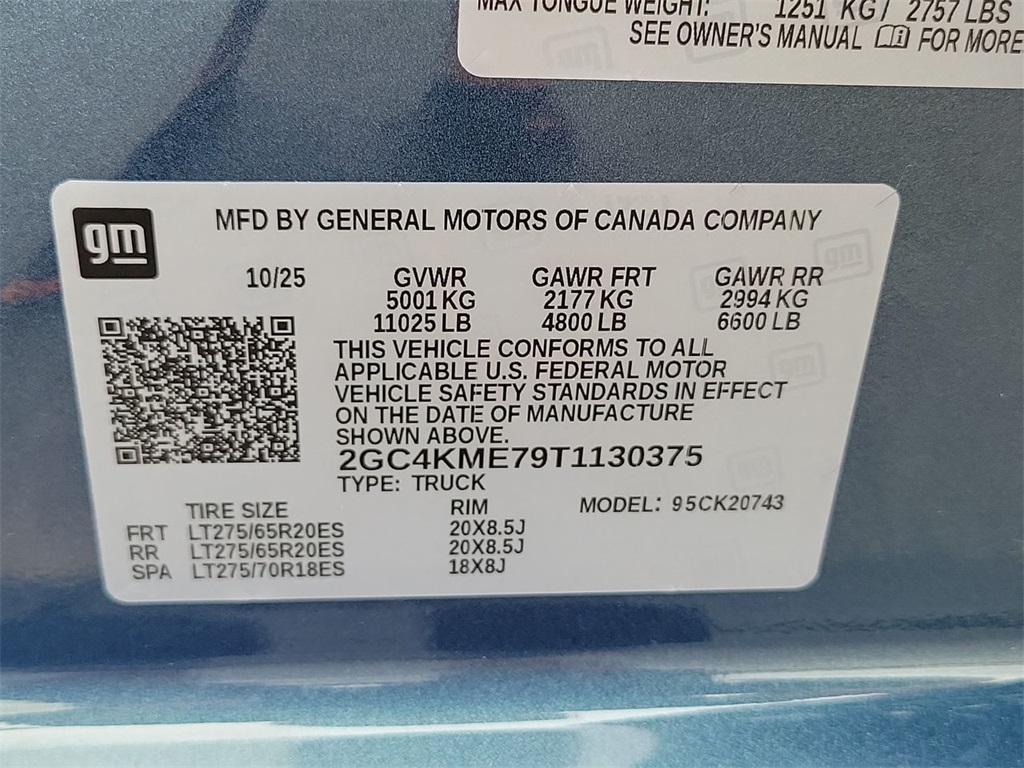 MAX TONGUE WEIGHT: 1251 KG / 2757 LBS
SEE OWNER'S MANUAL FOR MORE
gm
MFD BY GENERAL MOTORS OF CANADA COMPANY
10/25 GVWR GAWR FRT GAWR RR
5001 KG 2177 KG 2994 KG
11025 LB 4800 LB 6600 LB
THIS VEHICLE CONFORMS TO ALL
APPLICABLE U.S. FEDERAL MOTOR
VEHICLE SAFETY STANDARDS IN EFFECT
ON THE DATE OF MANUFACTURE
SHOWN ABOVE.
2GC4KME79T1130375
TYPE: TRUCK
TIRE SIZE RIM MODEL: 95CK20743
FRT LT275/65R20ES 20X8.5J
RR LT275/65R20ES 20X8.5J
SPA LT275/70R18ES 18X8J